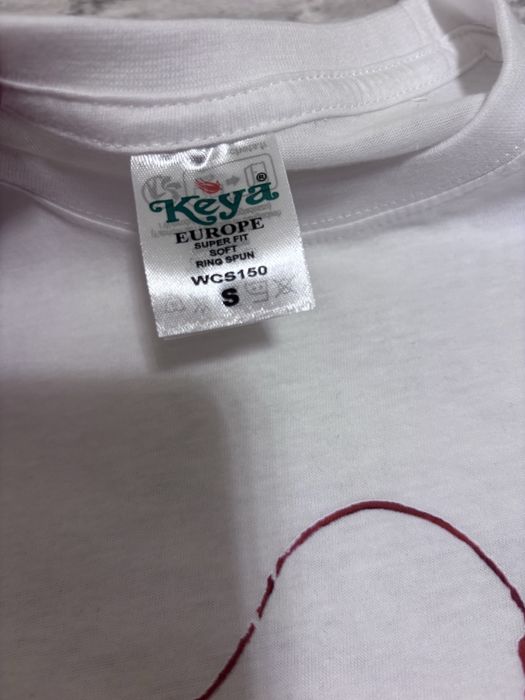 Keya®
EUROPE
SUPER FIT
SOFT
RING SPUN
WCS150
S